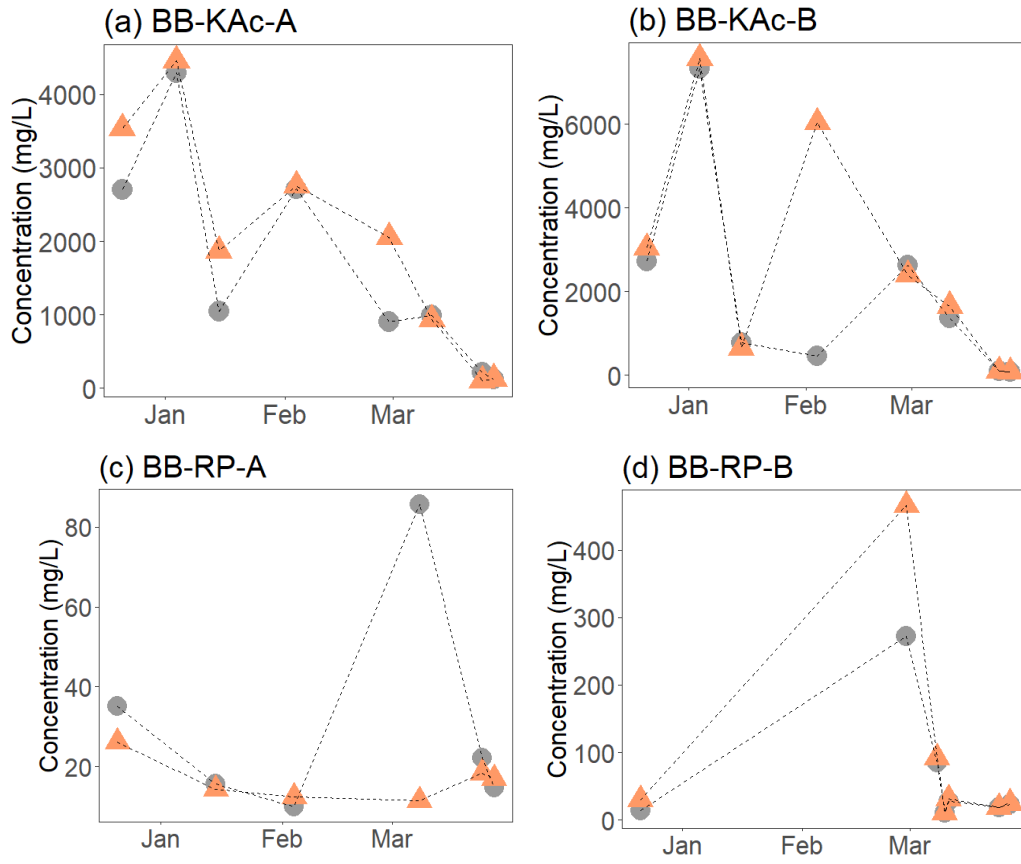 (a) BB-KAc-A
Concentration (mg/L)
4000
3000
2000
1000
0
Jan Feb Mar
(b) BB-KAc-B
Concentration (mg/L)
6000
4000
2000
0
Jan Feb Mar
(c) BB-RP-A
Concentration (mg/L)
80
60
40
20
Jan Feb Mar
(d) BB-RP-B
Concentration (mg/L)
400
300
200
100
0
Jan Feb Mar